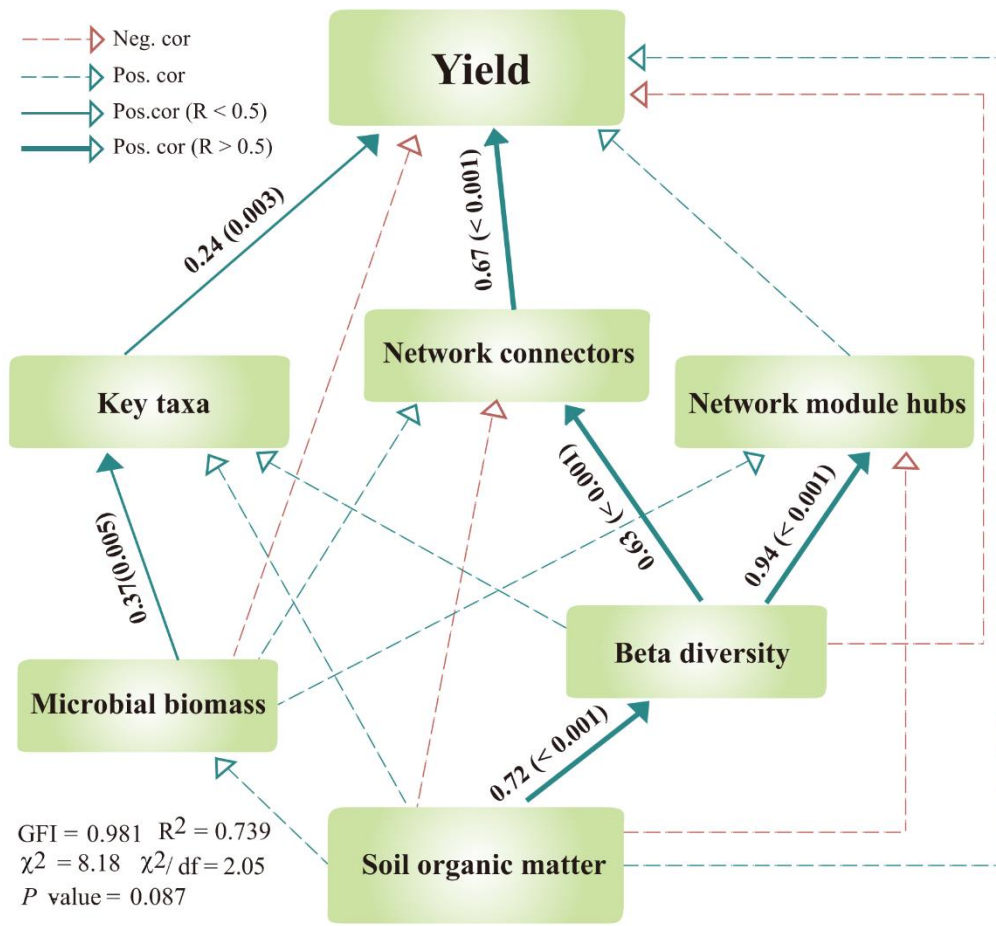 Neg. cor
Pos. cor
Pos.cor (R < 0.5)
Pos. cor (R > 0.5)
Yield
0.24 (0.003)
0.67 (< 0.001)
Network connectors
Key taxa
Network module hubs
0.37(0.005)
0.63 (< 0.001)
0.94 (< 0.001)
Beta diversity
Microbial biomass
0.72 (< 0.001)
Soil organic matter
GFI = 0.981 R² = 0.739
χ2 = 8.18 χ2/ df = 2.05
P value = 0.087